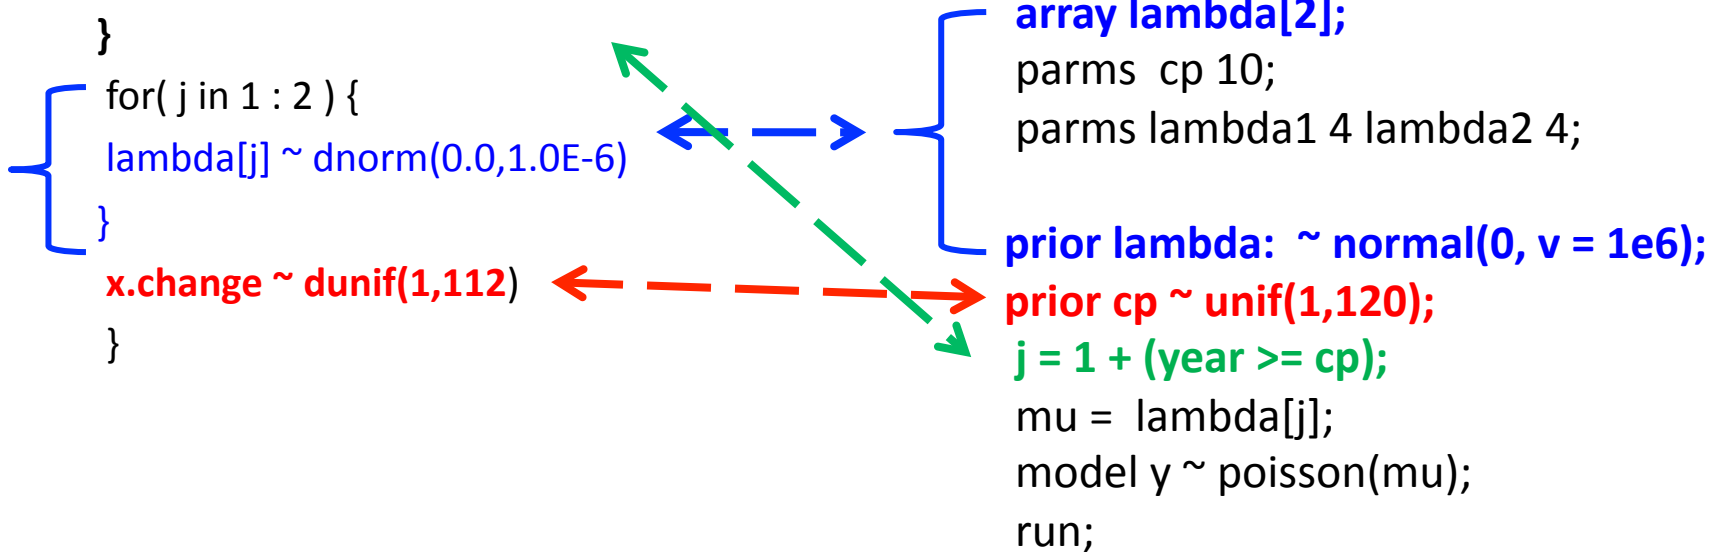 }
for( j in 1 : 2 ) {
lambda[j] ~ dnorm(0.0,1.0E-6)
}
x.change ~ dunif(1,112)
}
array lambda[2];
parms cp 10;
parms lambda1 4 lambda2 4;
prior lambda: ~ normal(0, v = 1e6);
prior cp ~ unif(1,120);
j = 1 + (year >= cp);
mu = lambda[j];
model y ~ poisson(mu);
run;